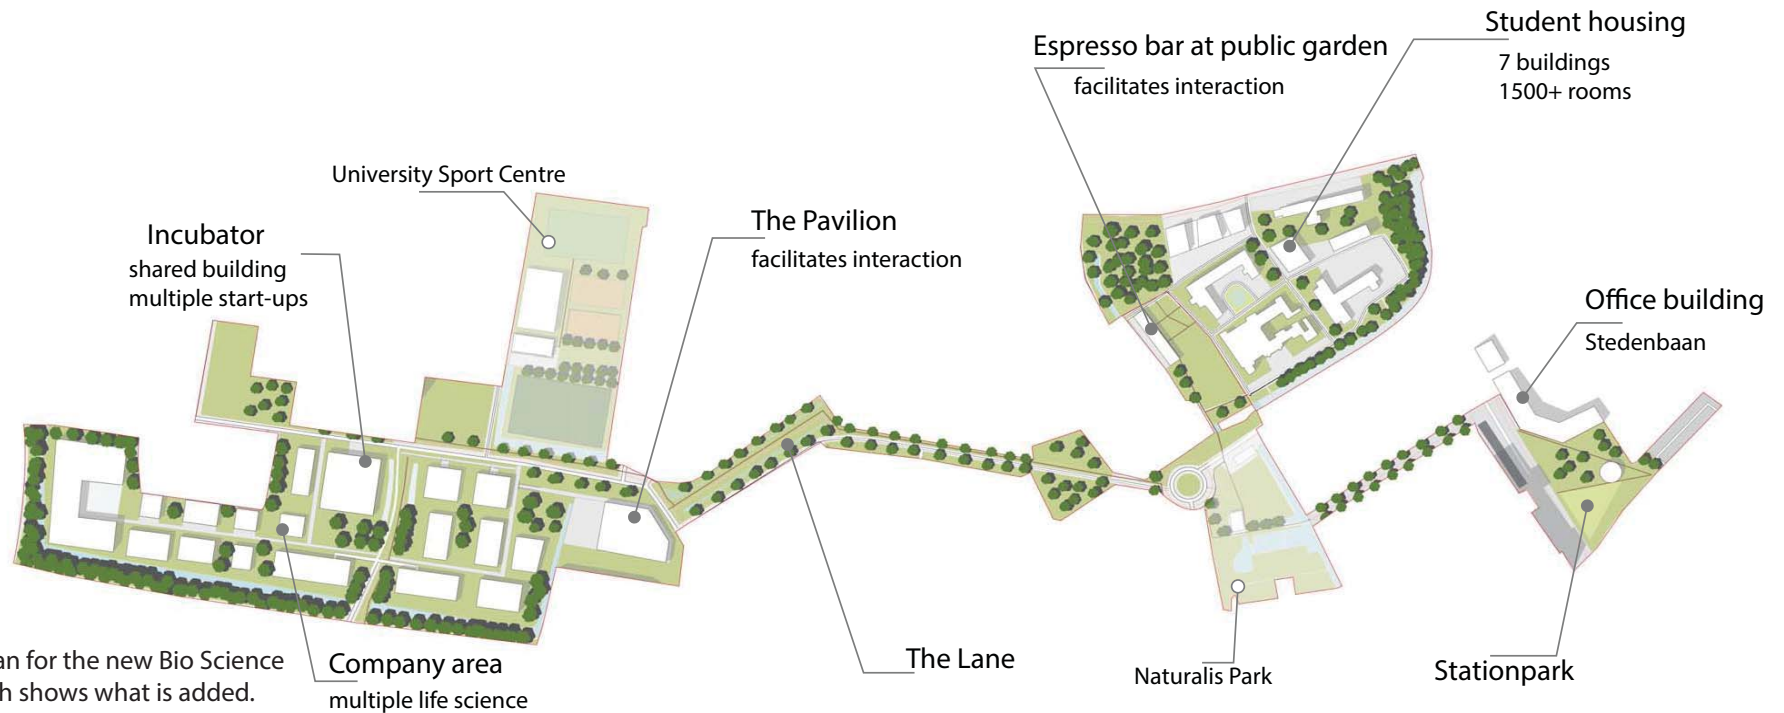 Student housing
7 buildings
1500+ rooms
Espresso bar at public garden
facilitates interaction
University Sport Centre
The Pavilion
facilitates interaction
Incubator
shared building
multiple start-ups
Office building
Stedenbaan
The Lane
Naturalis Park
Stationpark
Company area
multiple life science
for the new Bio Science
shows what is added.